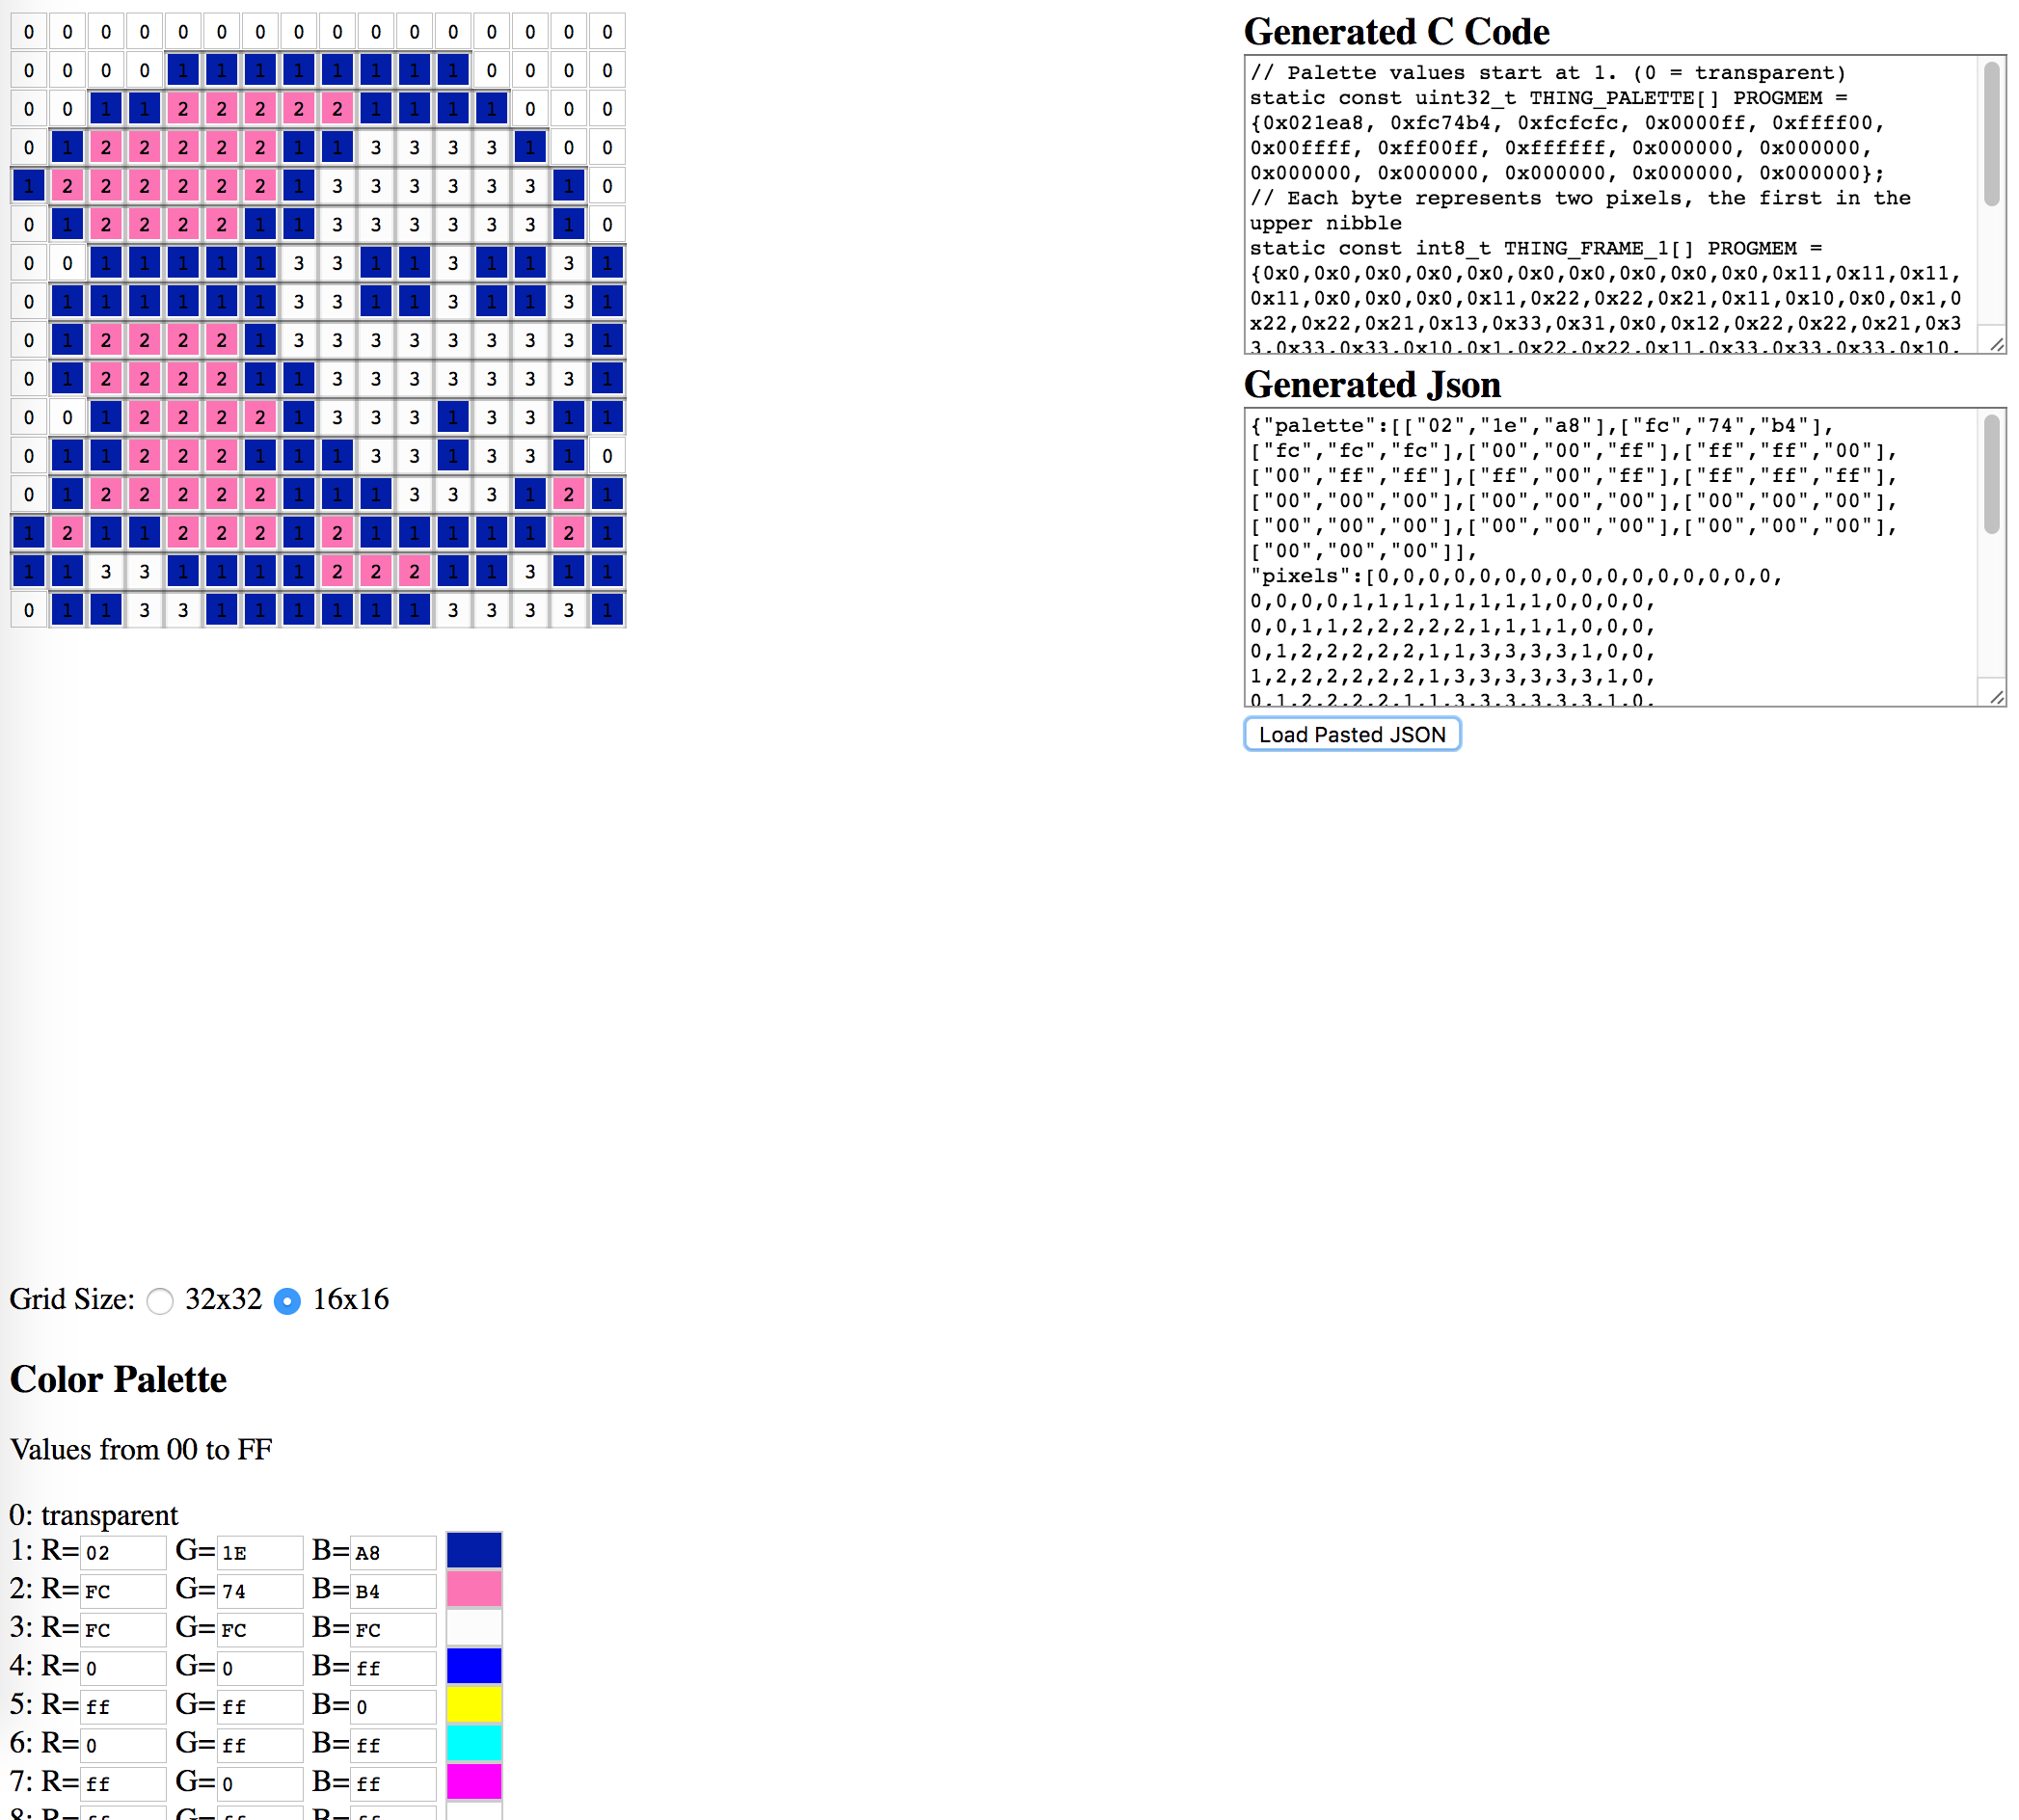 0 0 0 0 0 0 0 0 0 0 0 0 0 0 0 0
0 0 0 0 1 1 1 1 1 1 1 1 0 0 0 0
0 0 1 1 2 2 2 2 2 1 1 1 1 0 0 0
0 1 2 2 2 2 2 1 1 3 3 3 3 1 0 0
1 2 2 2 2 2 2 1 3 3 3 3 3 3 1 0
0 1 2 2 2 2 1 1 3 3 3 3 3 3 1 0
0 0 1 1 1 1 1 3 3 1 1 3 1 1 3 1
0 1 1 1 1 1 1 3 3 1 1 3 1 1 3 1
0 1 2 2 2 2 1 3 3 3 3 3 3 3 3 1
0 1 2 2 2 2 1 1 3 3 3 3 3 3 3 1
0 0 1 2 2 2 2 1 3 3 3 1 3 3 1 1
0 1 1 2 2 2 1 1 1 3 3 1 3 3 1 0
0 1 2 2 2 2 2 1 1 1 3 3 3 1 2 1
1 2 1 1 2 2 2 1 2 1 1 1 1 1 2 1
1 1 3 3 1 1 1 1 2 2 2 1 1 3 1 1
0 1 1 3 3 1 1 1 1 1 1 3 3 3 3 1
Generated C Code
// Palette values start at 1. (0 = transparent)
static const uint32_t THING_PALETTE[] PROGMEM =
{0x021ea8, 0xfc74b4, 0xfcfcfc, 0x0000ff, 0xffff00,
0x00ffff, 0xff00ff, 0xffffff, 0x000000, 0x000000,
0x000000, 0x000000, 0x000000, 0x000000, 0x000000};
// Each byte represents two pixels, the first in the
upper nibble
static const int8_t THING_FRAME_1[] PROGMEM =
{0x0,0x0,0x0,0x0,0x0,0x0,0x0,0x0,0x0,0x0,0x11,0x11,0x11,
0x11,0x0,0x0,0x0,0x11,0x22,0x22,0x21,0x11,0x10,0x0,0x1,0
x22,0x22,0x21,0x13,0x33,0x31,0x0,0x12,0x22,0x22,0x21,0x3
3,0x33,0x33,0x10,0x1,0x22,0x22,0x11,0x33,0x33,0x33,0x10,
Generated Json
{"palette":[["02","1e","a8"],["fc","74","b4"],
["fc","fc","fc"],["00","00","ff"],["ff","ff","00"],
["00","ff","ff"],["ff","00","ff"],["ff","ff","ff"],
["00","00","00"],["00","00","00"],["00","00","00"],
["00","00","00"],["00","00","00"],["00","00","00"],
["00","00","00"]],
"pixels":[0,0,0,0,0,0,0,0,0,0,0,0,0,0,0,0,
0,0,0,0,1,1,1,1,1,1,1,1,0,0,0,0,
0,0,1,1,2,2,2,2,2,1,1,1,1,0,0,0,
0,1,2,2,2,2,2,1,1,3,3,3,3,1,0,0,
1,2,2,2,2,2,2,1,3,3,3,3,3,3,1,0,
0,1,2,2,2,2,1,1,3,3,3,3,3,3,1,0,
Load Pasted JSON
Grid Size: 32x32 16x16
Color Palette
Values from 00 to FF
0: transparent
1: R= 02 G= 1E B= A8
2: R= FC G= 74 B= B4
3: R= FC G= FC B= FC
4: R= 0 G= 0 B= ff
5: R= ff G= ff B= 0
6: R= 0 G= ff B= ff
7: R= ff G= 0 B= ff
8: R= ff G= ff B= ff